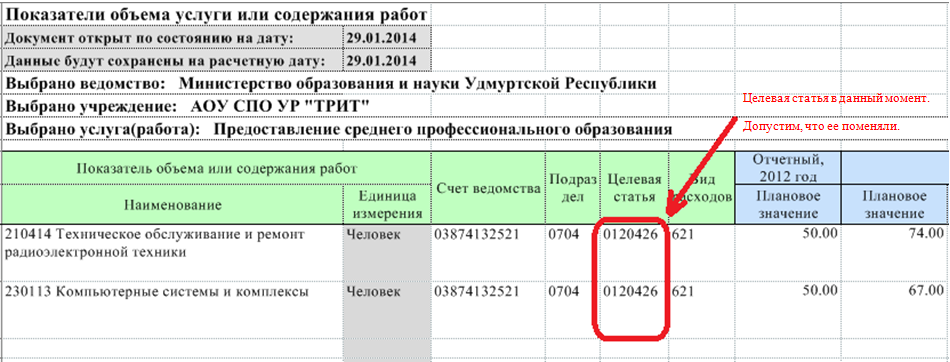 Показатели объема услуги или содержания работ
Документ открыт по состоянию на дату: 29.01.2014
Данные будут сохранены на расчетную дату: 29.01.2014
Выбрано ведомство: Министерство образования и науки Удмуртской Республики
Выбрано учреждение: АОУ СПО УР "ТРИТ"
Выбрано услуга(работа): Предоставление среднего профессионального образования
Целевая статья в данный момент.
Допустим, что ее поменяли.
Показатель объема или содержания работ
Наименование
Единица
измерения
Счет ведомства
Подраз
дел
Целевая
статья
Вид
расходов
Отчетный,
2012 год
Плановое
значение
Плановое
значение
210414 Техническое обслуживание и ремонт Человек 03874132521 0704 0120426 621 50.00 74.00
радиоэлектронной техники
230113 Компьютерные системы и комплексы Человек 03874132521 0704 0120426 621 50.00 67.00